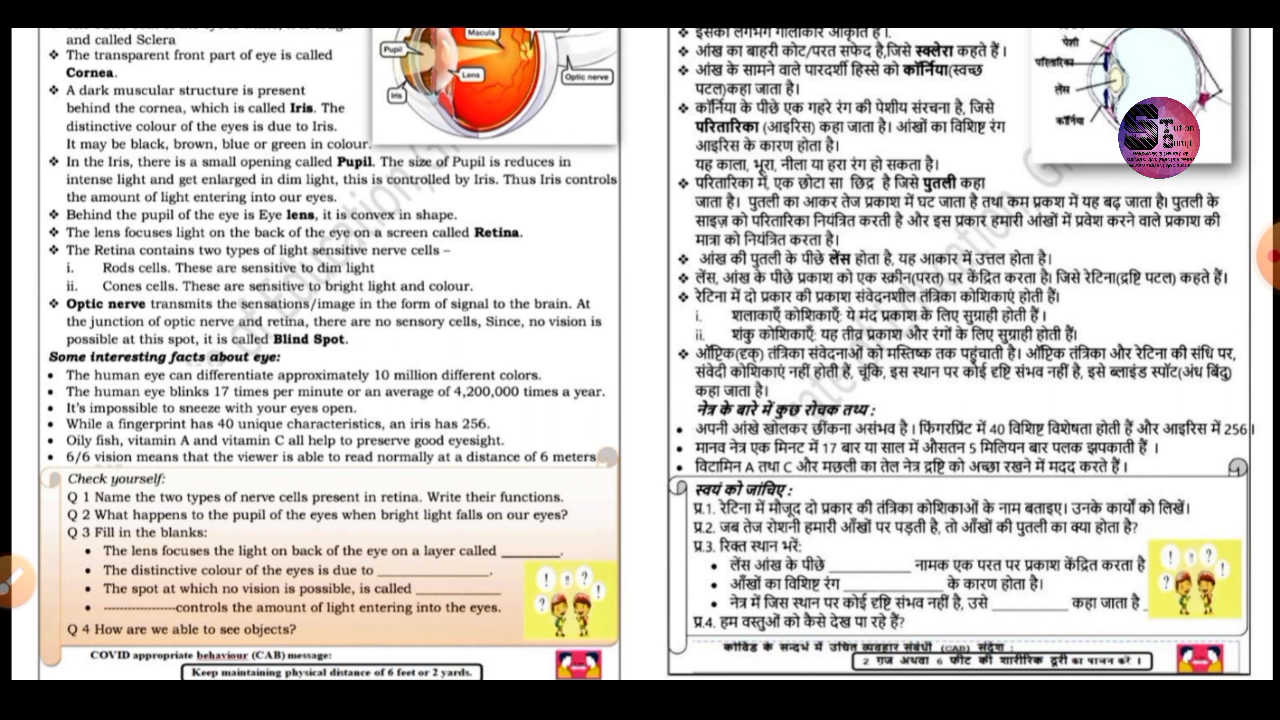 and called Sclera
❖ The transparent front part of eye is called
Cornea.
❖ A dark muscular structure is present
behind the cornea, which is called Iris. The
distinctive colour of the eyes is due to Iris.
It may be black, brown, blue or green in colour.
❖ In the Iris, there is a small opening called Pupil. The size of Pupil is reduces in
intense light and get enlarged in dim light, this is controlled by Iris. Thus Iris controls
the amount of light entering into our eyes.
❖ Behind the pupil of the eye is Eye lens, it is convex in shape.
❖ The lens focuses light on the back of the eye on a screen called Retina.
❖ The Retina contains two types of light sensitive nerve cells –
i. Rods cells. These are sensitive to dim light
ii. Cones cells. These are sensitive to bright light and colour.
❖ Optic nerve transmits the sensations/image in the form of signal to the brain. At
the junction of optic nerve and retina, there are no sensory cells, Since, no vision is
possible at this spot, it is called Blind Spot.
Some interesting facts about eye:
• The human eye can differentiate approximately 10 million different colors.
• The human eye blinks 17 times per minute or an average of 4,200,000 times a year.
• It's impossible to sneeze with your eyes open.
• While a fingerprint has 40 unique characteristics, an iris has 256.
• Oily fish, vitamin A and vitamin C all help to preserve good eyesight.
• 6/6 vision means that the viewer is able to read normally at a distance of 6 meters
Check yourself:
Q 1 Name the two types of nerve cells present in retina. Write their functions.
Q 2 What happens to the pupil of the eyes when bright light falls on our eyes?
Q 3 Fill in the blanks:
• The lens focuses the light on back of the eye on a layer called ________.
• The distinctive colour of the eyes is due to ______________.
• The spot at which no vision is possible, is called ___________
• -------------------controls the amount of light entering into the eyes.
Q 4 How are we able to see objects?
COVID appropriate behaviour (CAB) message:
Keep maintaining physical distance of 6 feet or 2 yards.
Macula
Pupil
Lens
Iris
Optic nerve
❖ इसकी लगभग गोलाकार आकृति है ।
❖ आंख का बाहरी कोट/परत सफेद है,जिसे स्क्लेरा कहते हैं ।
❖ आंख के सामने वाले पारदर्शी हिस्से को कॉर्निया(स्वच्छ
पटल)कहा जाता है।
❖ कॉर्निया के पीछे एक गहरे रंग की पेशीय संरचना है, जिसे
परितारिका (आइरिस) कहा जाता है। आंखों का विशिष्ट रंग
आइरिस के कारण होता है।
यह काला, भूरा, नीला या हरा रंग हो सकता है।
❖ परितारिका में, एक छोटा सा छिद्र है जिसे पुतली कहा
जाता है। पुतली का आकर तेज प्रकाश में घट जाता है तथा कम प्रकश में यह बढ़ जाता है। पुतली के
साइज़ को परितारिका नियंत्रित करती है और इस प्रकार हमारी आंखों में प्रवेश करने वाले प्रकाश की
मात्रा को नियंत्रित करता है।
❖ आंख की पुतली के पीछे लेंस होता है, यह आकार में उत्तल होता है।
❖ लेंस, आंख के पीछे प्रकाश को एक स्क्रीन(परत) पर केंद्रित करता है। जिसे रेटिना(द्रष्टि पटल) कहते हैं।
❖ रेटिना में दो प्रकार की प्रकाश संवेदनशील तंत्रिका कोशिकाएं होती हैं।
i. शलाकाएँ कोशिकाएँ: ये मंद प्रकाश के लिए सुग्राही होती हैं ।
ii. शंकु कोशिकाएँ: यह तीव्र प्रकाश और रंगों के लिए सुग्राही होती हैं।
❖ ऑप्टिक(दृक्) तंत्रिका संवेदनाओं को मस्तिष्क तक पहुंचाती है। ऑप्टिक तंत्रिका और रेटिना की संधि पर,
संवेदी कोशिकाएं नहीं होती हैं, चूंकि, इस स्थान पर कोई दृष्टि संभव नहीं है, इसे ब्लाइंड स्पॉट(अंध बिंदु)
कहा जाता है।
नेत्र के बारे में कुछ रोचक तथ्य :
• अपनी आंखे खोलकर छींकना असंभव है । फिंगरप्रिंट में 40 विशिष्ट विशेषता होती हैं और आइरिस में 256।
• मानव नेत्र एक मिनट में 17 बार या साल में औसतन 5 मिलियन बार पलक झपकाती हैं ।
• विटामिन A तथा C और मछली का तेल नेत्र द्रष्टि को अच्छा रखने में मदद करते हैं ।
स्वयं को जांचिए :
प्र.1. रेटिना में मौजूद दो प्रकार की तंत्रिका कोशिकाओं के नाम बताइए। उनके कार्यों को लिखें।
प्र.2. जब तेज रोशनी हमारी आँखों पर पड़ती है, तो आँखों की पुतली का क्या होता है?
प्र.3. रिक्त स्थान भरें:
• लेंस आंख के पीछे ___________ नामक एक परत पर प्रकाश केंद्रित करता है
• आँखों का विशिष्ट रंग ______________ के कारण होता है।
• नेत्र में जिस स्थान पर कोई दृष्टि संभव नहीं है, उसे __________ कहा जाता है
प्र.4. हम वस्तुओं को कैसे देख पा रहे हैं?
कोविड के सन्दर्भ में उचित व्यवहार संबंधी (CAB) संदेश :
2 गज अथवा 6 फीट की शारीरिक दूरी का पालन करें ।
पेशी
परितारिका
लेंस
कॉर्निया